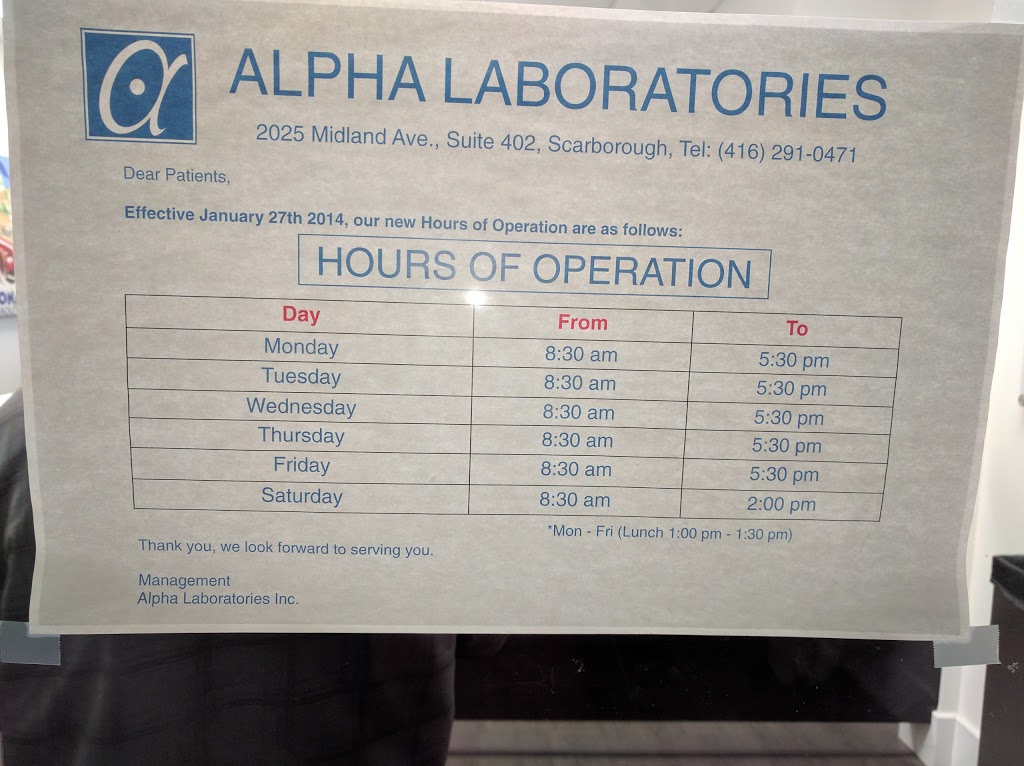 α ALPHA LABORATORIES
2025 Midland Ave., Suite 402, Scarborough, Tel: (416) 291-0471
Dear Patients,
Effective January 27th 2014, our new Hours of Operation are as follows:
HOURS OF OPERATION
Day From To
Monday 8:30 am 5:30 pm
Tuesday 8:30 am 5:30 pm
Wednesday 8:30 am 5:30 pm
Thursday 8:30 am 5:30 pm
Friday 8:30 am 5:30 pm
Saturday 8:30 am 2:00 pm
*Mon - Fri (Lunch 1:00 pm - 1:30 pm)
Thank you, we look forward to serving you.
Management
Alpha Laboratories Inc.